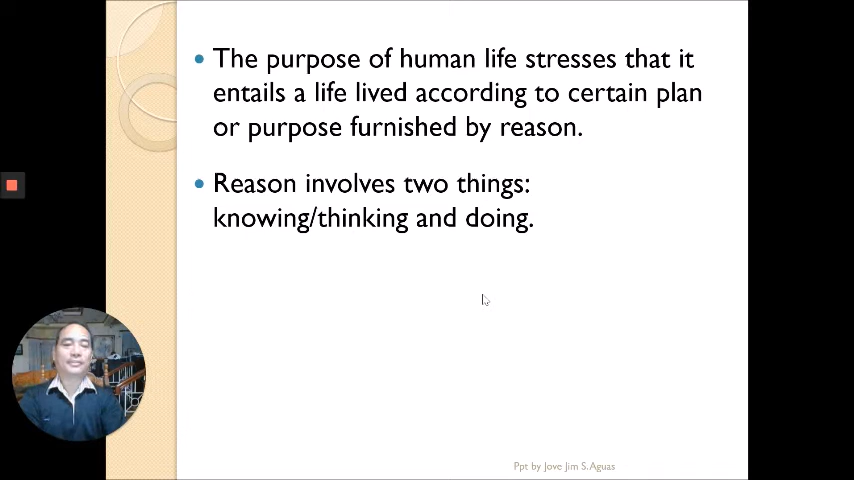 The purpose of human life stresses that it
entails a life lived according to certain plan
or purpose furnished by reason.
Reason involves two things:
knowing/thinking and doing.
Ppt by Jove Jim S. Aguas